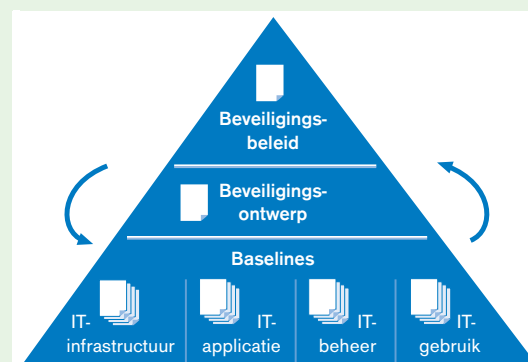 Beveiligings-
beleid
Beveiligings-
ontwerp
Baselines
IT-
infrastructuur
IT-
applicatie
IT-
beheer
IT-
gebruik